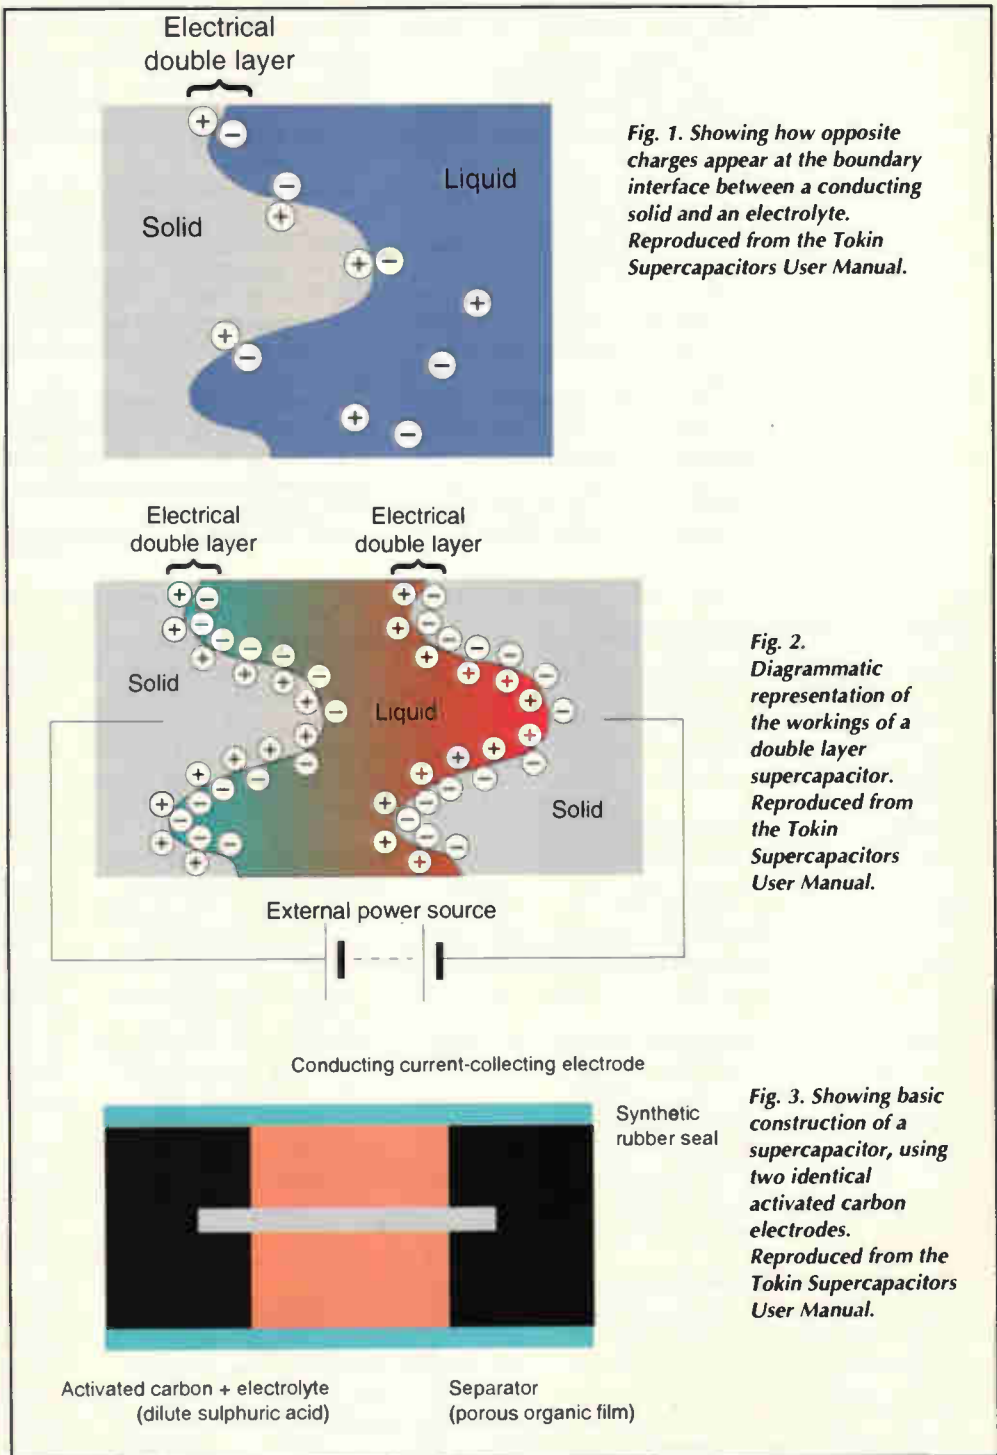 Electrical
double layer
Solid
Liquid
Fig. 1. Showing how opposite
charges appear at the boundary
interface between a conducting
solid and an electrolyte.
Reproduced from the Tokin
Supercapacitors User Manual.
Electrical
double layer
Electrical
double layer
Solid
Liquid
Solid
External power source
Fig. 2.
Diagrammatic
representation of
the workings of a
double layer
supercapacitor.
Reproduced from
the Tokin
Supercapacitors
User Manual.
Conducting current-collecting electrode
Synthetic
rubber seal
Activated carbon + electrolyte
(dilute sulphuric acid)
Separator
(porous organic film)
Fig. 3. Showing basic
construction of a
supercapacitor, using
two identical
activated carbon
electrodes.
Reproduced from the
Tokin Supercapacitors
User Manual.